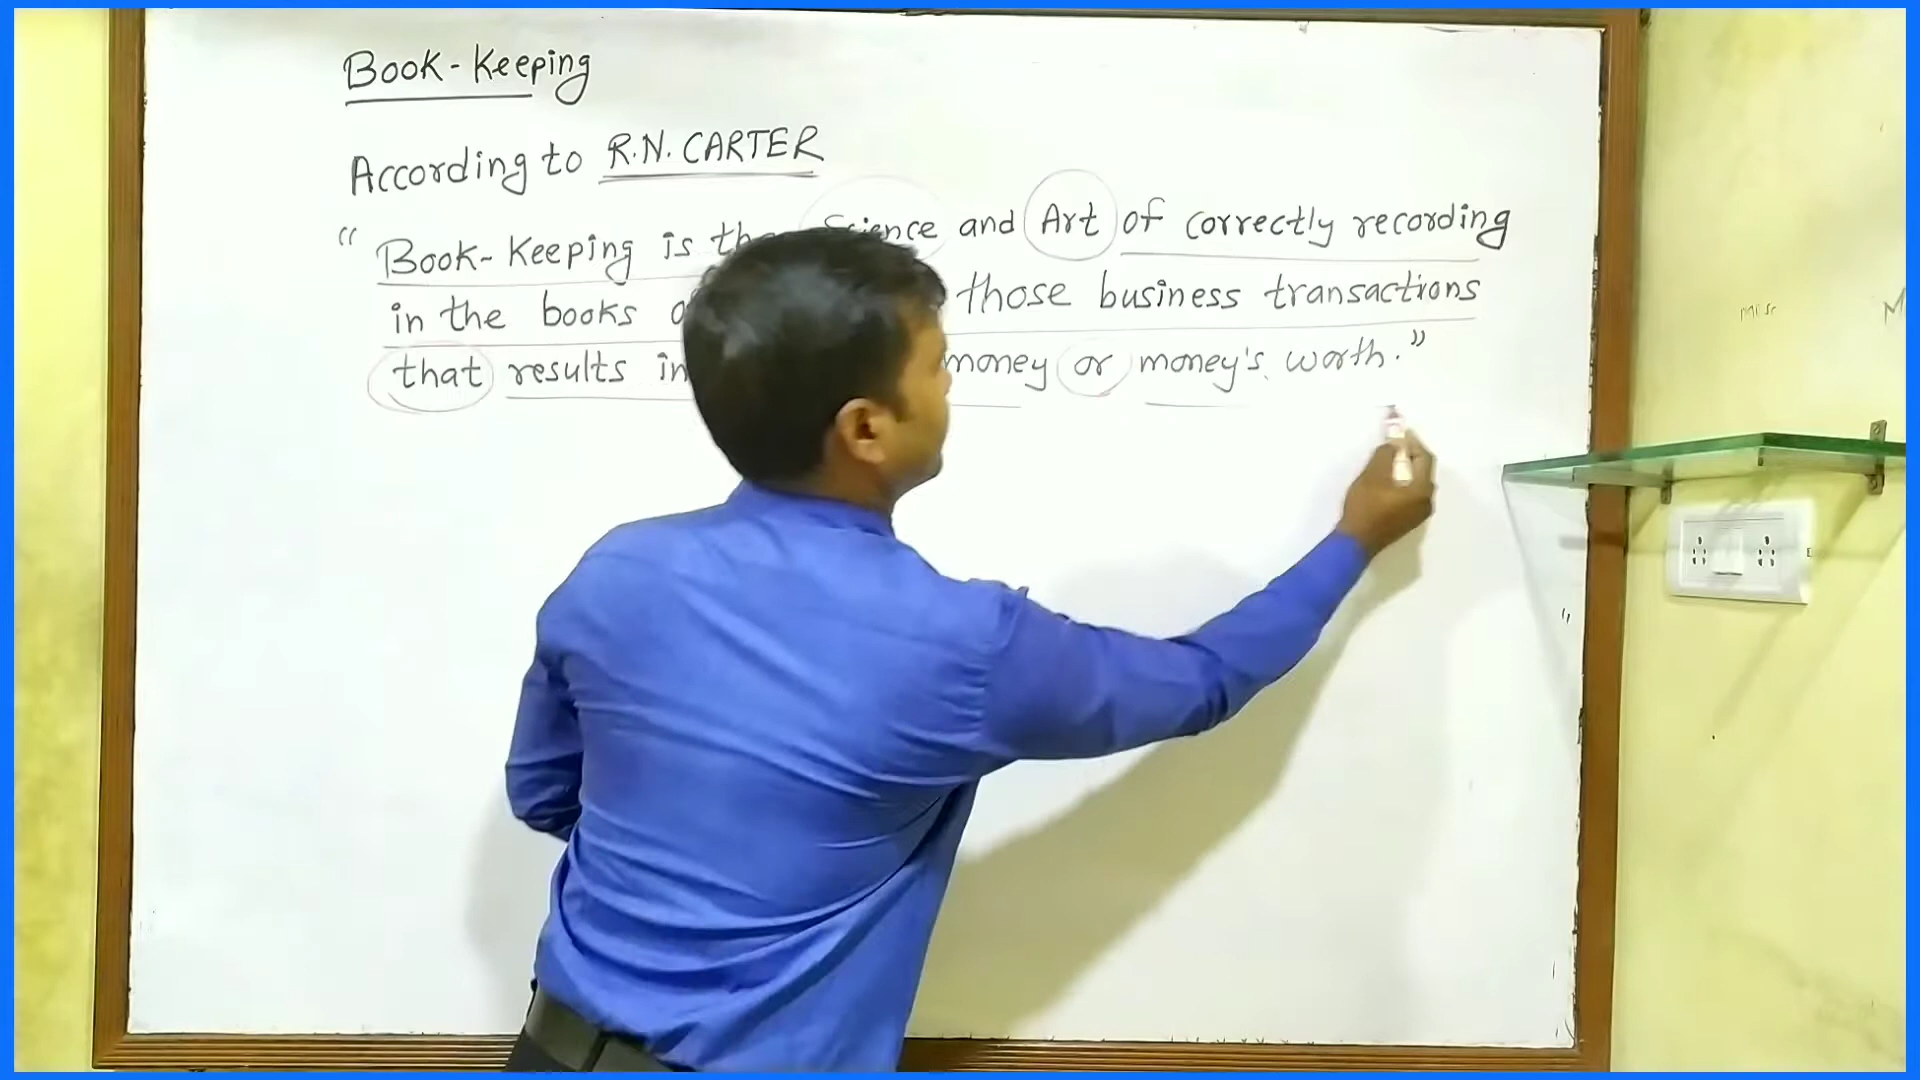 Book-Keeping
According to R.N. CARTER
“ Book-Keeping is the Science and Art of correctly recording
in the books those business transactions
that results in money or money's worth.”